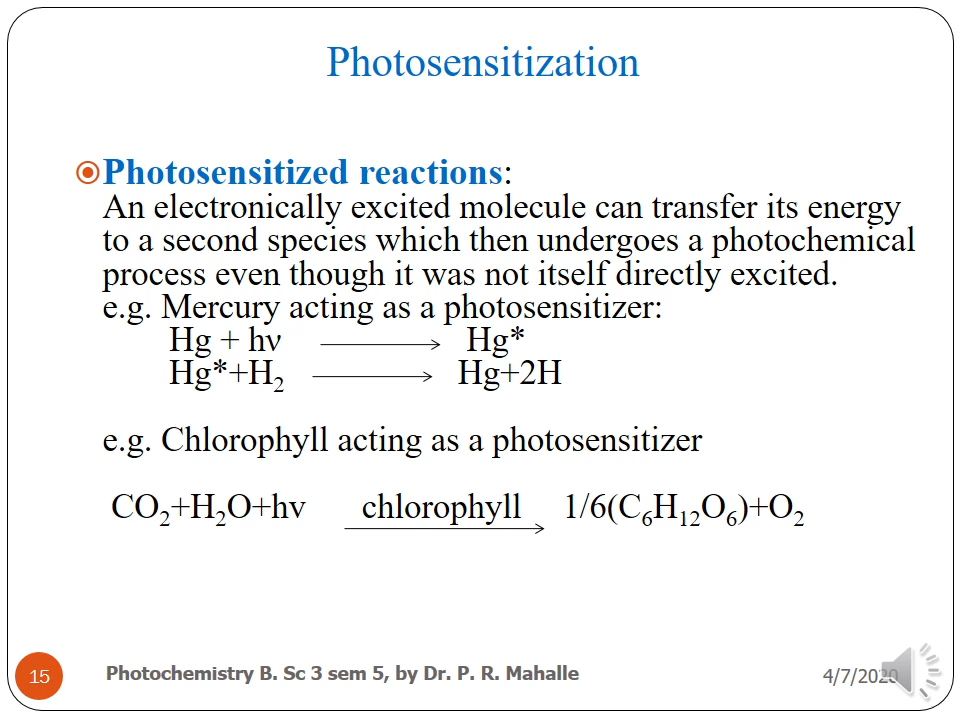 Photosensitization
Photosensitized reactions:
An electronically excited molecule can transfer its energy
to a second species which then undergoes a photochemical
process even though it was not itself directly excited.
e.g. Mercury acting as a photosensitizer:
Hg + hν ⟶ Hg*
Hg*+H₂ ⟶ Hg+2H
e.g. Chlorophyll acting as a photosensitizer
CO₂+H₂O+hv chlorophyll ⟶ 1/6(C₆H₁₂O₆)+O₂
15 Photochemistry B. Sc 3 sem 5, by Dr. P. R. Mahalle 4/7/2020